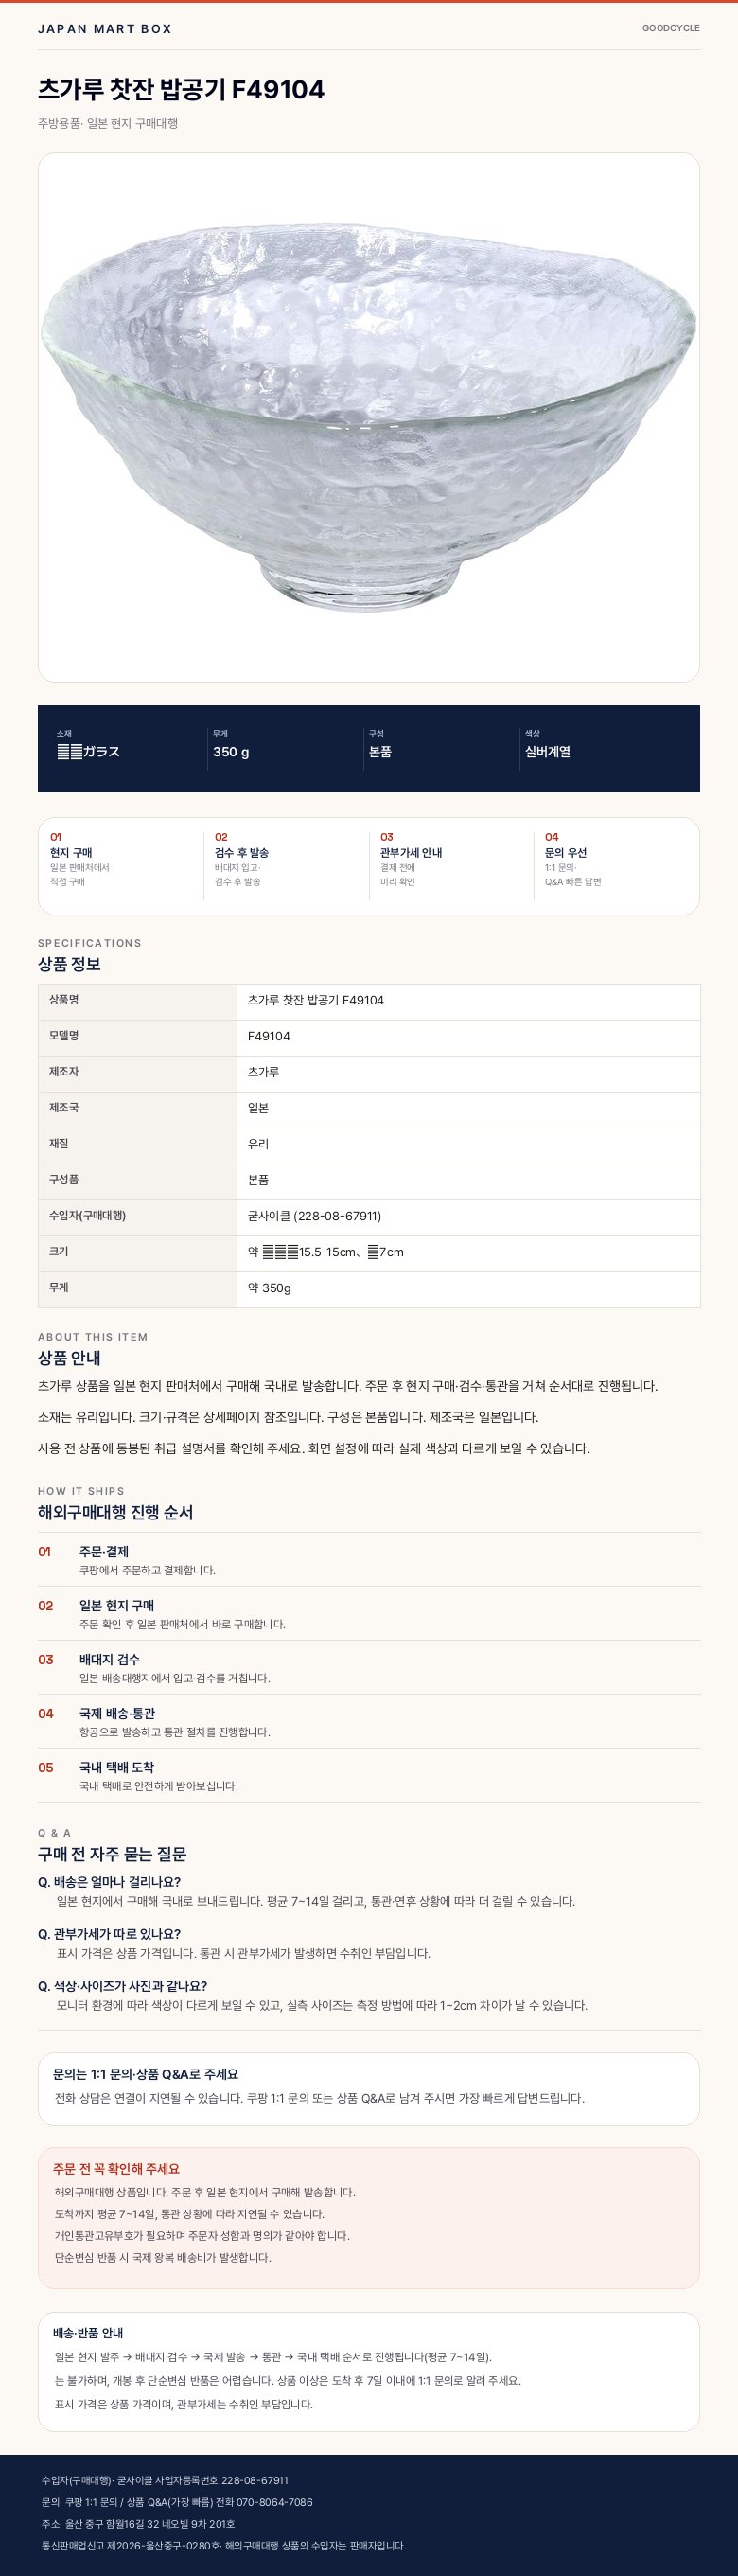 JAPAN MART BOX
GOODCYCLE
츠가루 찻잔 밥공기 F49104
주방용품· 일본 현지 구매대행
소재
ガラス
무게
350 g
구성
본품
색상
실버계열
01
현지 구매
일본 판매처에서
직접 구매
02
검수 후 발송
배대지 입고·
검수 후 발송
03
관부가세 안내
결제 전에
미리 확인
04
문의 우선
1:1 문의·
Q&A 빠른 답변
SPECIFICATIONS
상품 정보
상품명 츠가루 찻잔 밥공기 F49104
모델명 F49104
제조자 츠가루
제조국 일본
재질 유리
구성품 본품
수입자(구매대행) 굳사이클 (228-08-67911)
크기 약 15.5-15cm、7cm
무게 약 350g
ABOUT THIS ITEM
상품 안내
츠가루 상품을 일본 현지 판매처에서 구매해 국내로 발송합니다. 주문 후 현지 구매·검수·통관을 거쳐 순서대로 진행됩니다.
소재는 유리입니다. 크기·규격은 상세페이지 참조입니다. 구성은 본품입니다. 제조국은 일본입니다.
사용 전 상품에 동봉된 취급 설명서를 확인해 주세요. 화면 설정에 따라 실제 색상과 다르게 보일 수 있습니다.
HOW IT SHIPS
해외구매대행 진행 순서
01 주문·결제
쿠팡에서 주문하고 결제합니다.
02 일본 현지 구매
주문 확인 후 일본 판매처에서 바로 구매합니다.
03 배대지 검수
일본 배송대행지에서 입고·검수를 거칩니다.
04 국제 배송·통관
항공으로 발송하고 통관 절차를 진행합니다.
05 국내 택배 도착
국내 택배로 안전하게 받아보십니다.
Q & A
구매 전 자주 묻는 질문
Q. 배송은 얼마나 걸리나요?
일본 현지에서 구매해 국내로 보내드립니다. 평균 7~14일 걸리고, 통관·연휴 상황에 따라 더 걸릴 수 있습니다.
Q. 관부가세가 따로 있나요?
표시 가격은 상품 가격입니다. 통관 시 관부가세가 발생하면 수취인 부담입니다.
Q. 색상·사이즈가 사진과 같나요?
모니터 환경에 따라 색상이 다르게 보일 수 있고, 실측 사이즈는 측정 방법에 따라 1~2cm 차이가 날 수 있습니다.
문의는 1:1 문의·상품 Q&A로 주세요
전화 상담은 연결이 지연될 수 있습니다. 쿠팡 1:1 문의 또는 상품 Q&A로 남겨 주시면 가장 빠르게 답변드립니다.
주문 전 꼭 확인해 주세요
해외구매대행 상품입니다. 주문 후 일본 현지에서 구매해 발송합니다.
도착까지 평균 7~14일, 통관 상황에 따라 지연될 수 있습니다.
개인통관고유부호가 필요하며 주문자 성함과 명의가 같아야 합니다.
단순변심 반품 시 국제 왕복 배송비가 발생합니다.
배송·반품 안내
일본 현지 발주 → 배대지 검수 → 국제 발송 → 통관 → 국내 택배 순서로 진행됩니다(평균 7~14일).
는 불가하며, 개봉 후 단순변심 반품은 어렵습니다. 상품 이상은 도착 후 7일 이내에 1:1 문의로 알려 주세요.
표시 가격은 상품 가격이며, 관부가세는 수취인 부담입니다.
수입자(구매대행)· 굳사이클 사업자등록번호 228-08-67911
문의· 쿠팡 1:1 문의 / 상품 Q&A(가장 빠름) 전화 070-8064-7086
주소· 울산 중구 함월16길 32 네오빌 9차 201호
통신판매업신고 제2026-울산중구-0280호· 해외구매대행 상품의 수입자는 판매자입니다.